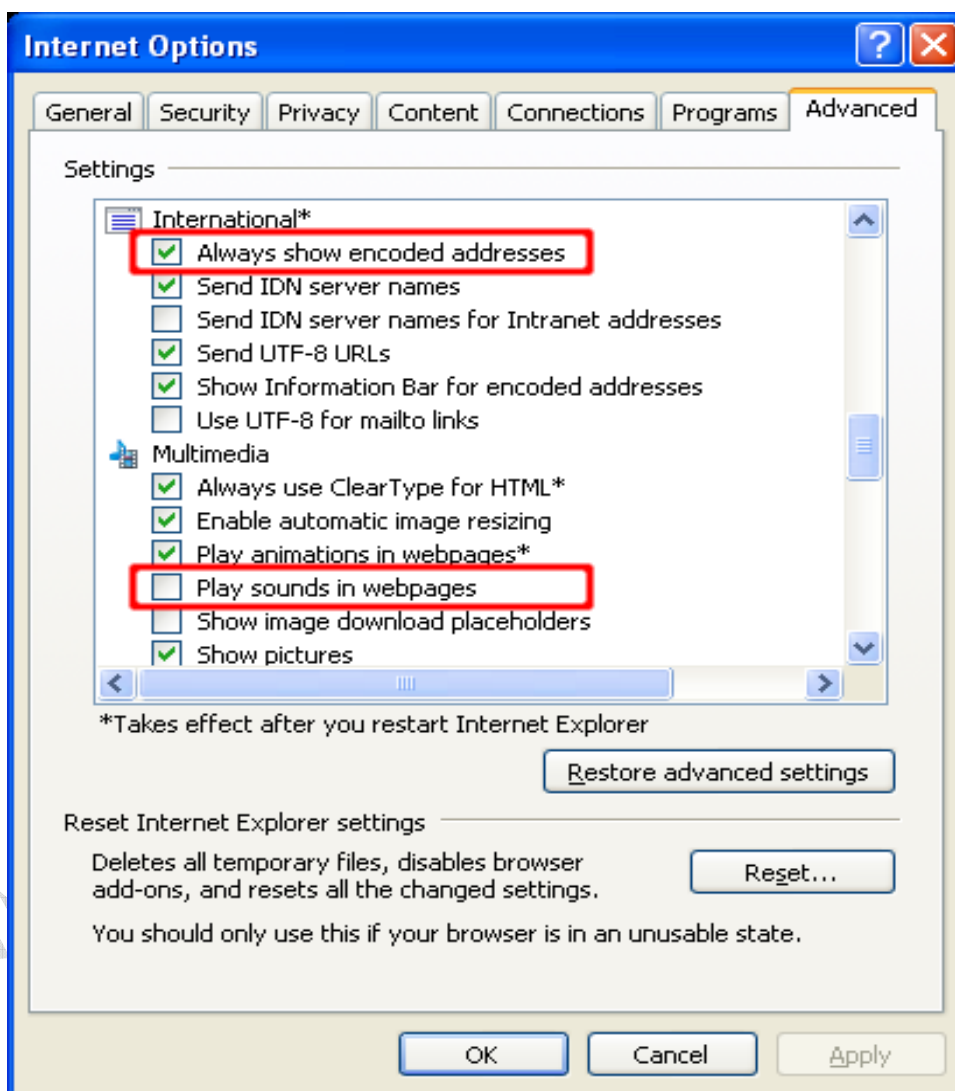 Internet Options
General Security Privacy Content Connections Programs Advanced
Settings
International*
Always show encoded addresses
Send IDN server names
Send IDN server names for Intranet addresses
Send UTF-8 URLs
Show Information Bar for encoded addresses
Use UTF-8 for mailto links
Multimedia
Always use ClearType for HTML*
Enable automatic image resizing
Play animations in webpages*
Play sounds in webpages
Show image download placeholders
Show pictures
*Takes effect after you restart Internet Explorer
Restore advanced settings
Reset Internet Explorer settings
Deletes all temporary files, disables browser
add-ons, and resets all the changed settings.
Reset...
You should only use this if your browser is in an unusable state.
OK Cancel Apply